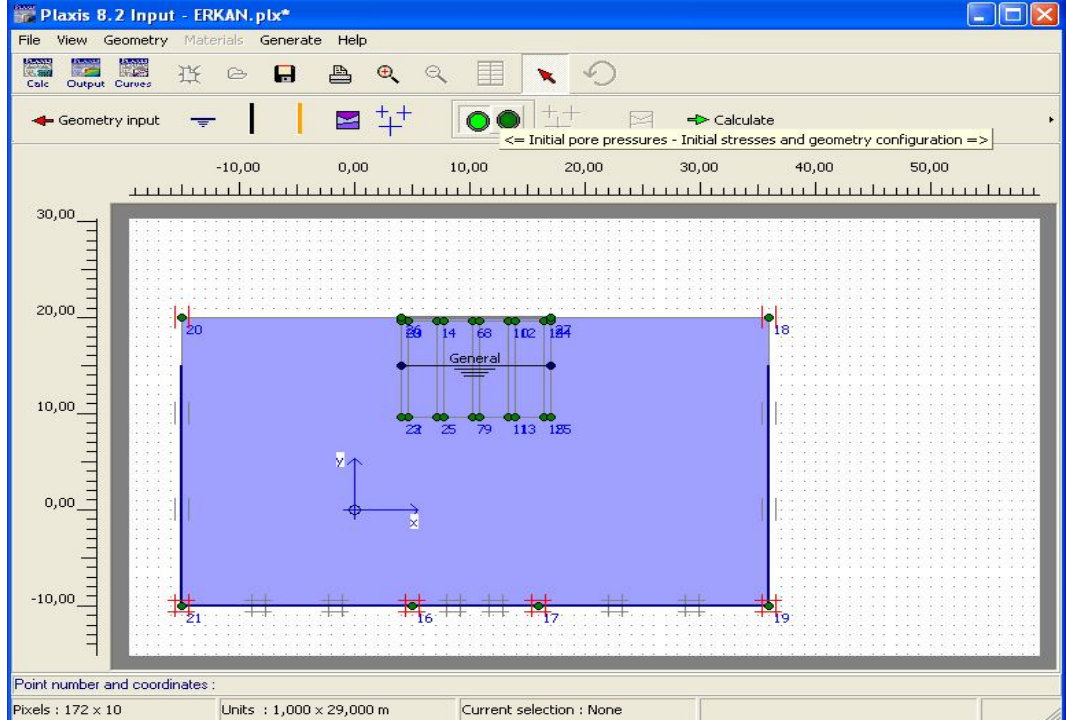 Plaxis 8.2 Input - ERKAN.plx*
File View Geometry Materials Generate Help
Calc Output Curves
Geometry input Calculate
<= Initial pore pressures - Initial stresses and geometry configuration =>
-10,00 0,00 10,00 20,00 30,00 40,00 50,00
30,00
20,00
20 14 18
General
10,00
25 79 113
y
0,00
x
-10,00
21 16 17 19
Point number and coordinates :
Pixels : 172 x 10 Units : 1,000 x 29,000 m Current selection : None